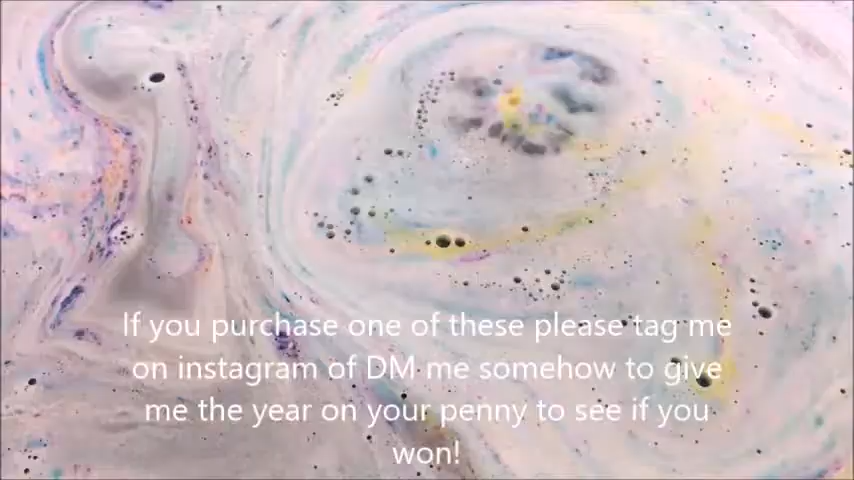 If you purchase one of these please tag me
on instagram of DM me somehow to give
me the year on your penny to see if you
won!